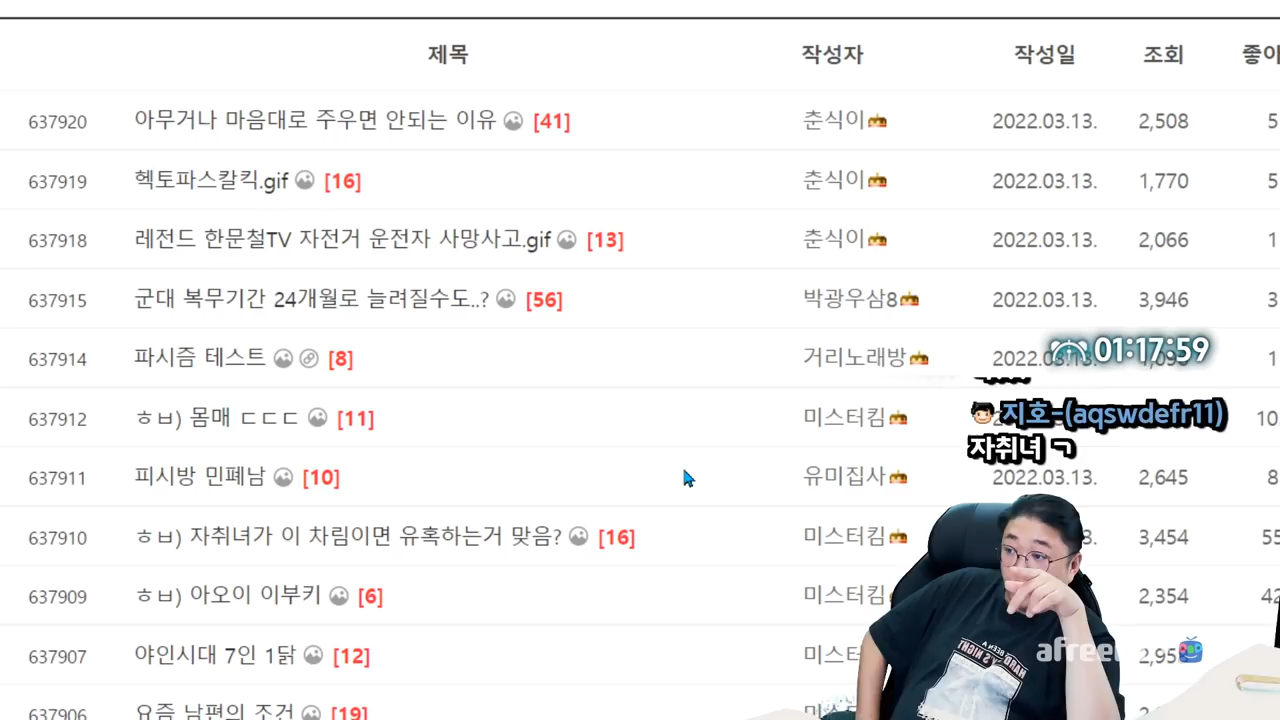 제목 작성자 작성일 조회 좋아
637920 아무거나 마음대로 주우면 안되는 이유 [41] 춘식이 2022.03.13. 2,508 5
637919 헥토파스칼킥.gif [16] 춘식이 2022.03.13. 1,770 5
637918 레전드 한문철TV 자전거 운전자 사망사고.gif [13] 춘식이 2022.03.13. 2,066 1
637915 군대 복무기간 24개월로 늘려질수도..? [56] 박광우삼8 2022.03.13. 3,946 3
637914 파시즘 테스트 [8] 거리노래방 1
01:17:59
637912 ㅎㅂ) 몸매 ㄷㄷㄷ [11] 미스터킴 10
지호-(aqswdefr11)
자취녀 ㄱ
637911 피시방 민폐남 [10] 유미집사 2022.03.13. 2,645 8
637910 ㅎㅂ) 자취녀가 이 차림이면 유혹하는거 맞음? [16] 미스터킴 3,454 55
637909 ㅎㅂ) 아오이 이부키 [6] 미스터킴 2,354 42
637907 야인시대 7인 1닭 [12] 미스터
637906 요즘 남편의 조건 [19]